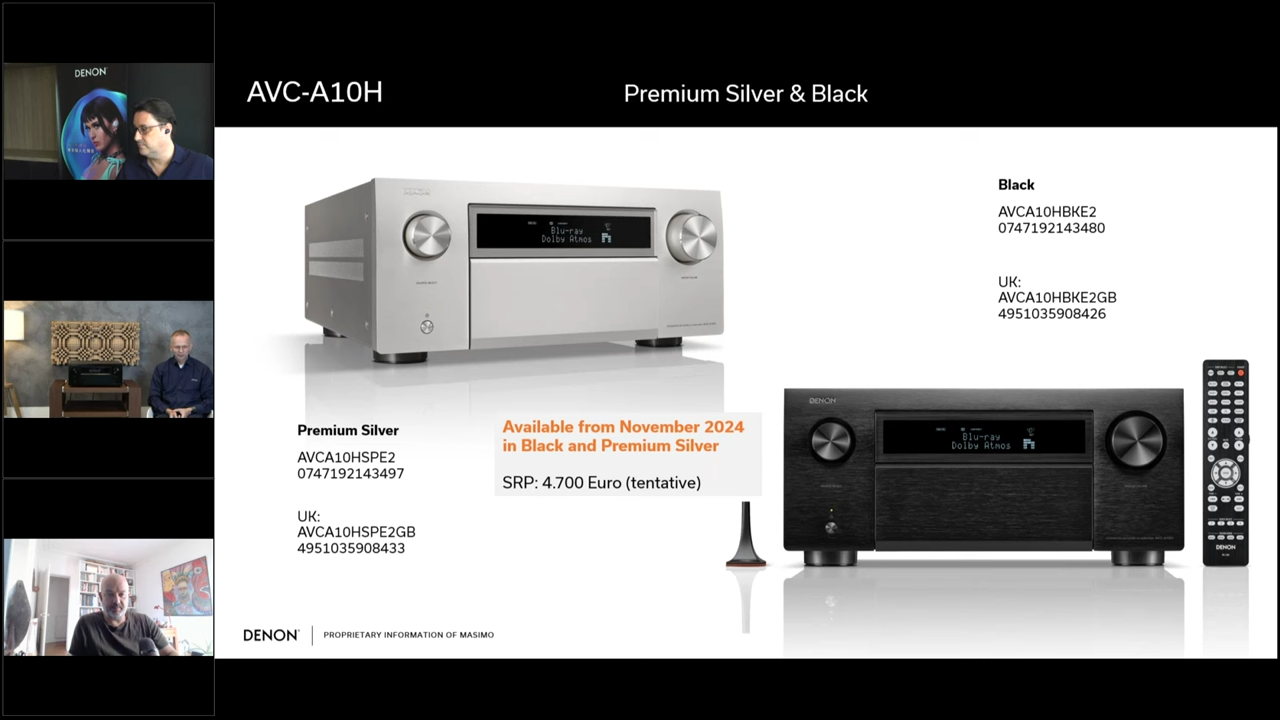 DENON
AVC-A10H
Premium Silver & Black
DENON
Blu-ray
Dolby Atmos
Black
AVCA10HBKE2
0747192143480
UK:
AVCA10HBKE2GB
4951035908426
Premium Silver
AVCA10HSPE2
0747192143497
UK:
AVCA10HSPE2GB
4951035908433
Available from November 2024
in Black and Premium Silver
SRP: 4.700 Euro (tentative)
DENON
Blu-ray
Dolby Atmos
DENON
DENON
PROPRIETARY INFORMATION OF MASIMO